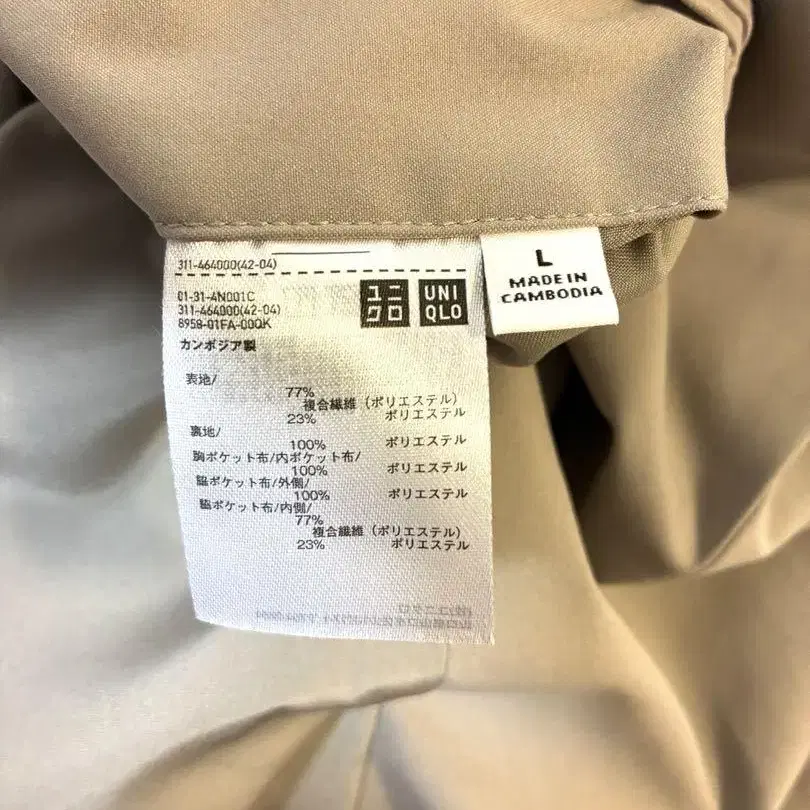 311-464000(42-04)
01-31-4N001C
311-464000(42-04)
8958-01FA-00QK
ユニ
クロ
UNI
QLO
カンボジア製
表地/
77%
複合繊維(ポリエステル)
23% ポリエステル
裏地/
100% ポリエステル
胸ポケット布/内ポケット布/
100% ポリエステル
脇ポケット布/外側/
100% ポリエステル
脇ポケット布/内側/
77%
複合繊維(ポリエステル)
23% ポリエステル
L
MADE IN
CAMBODIA